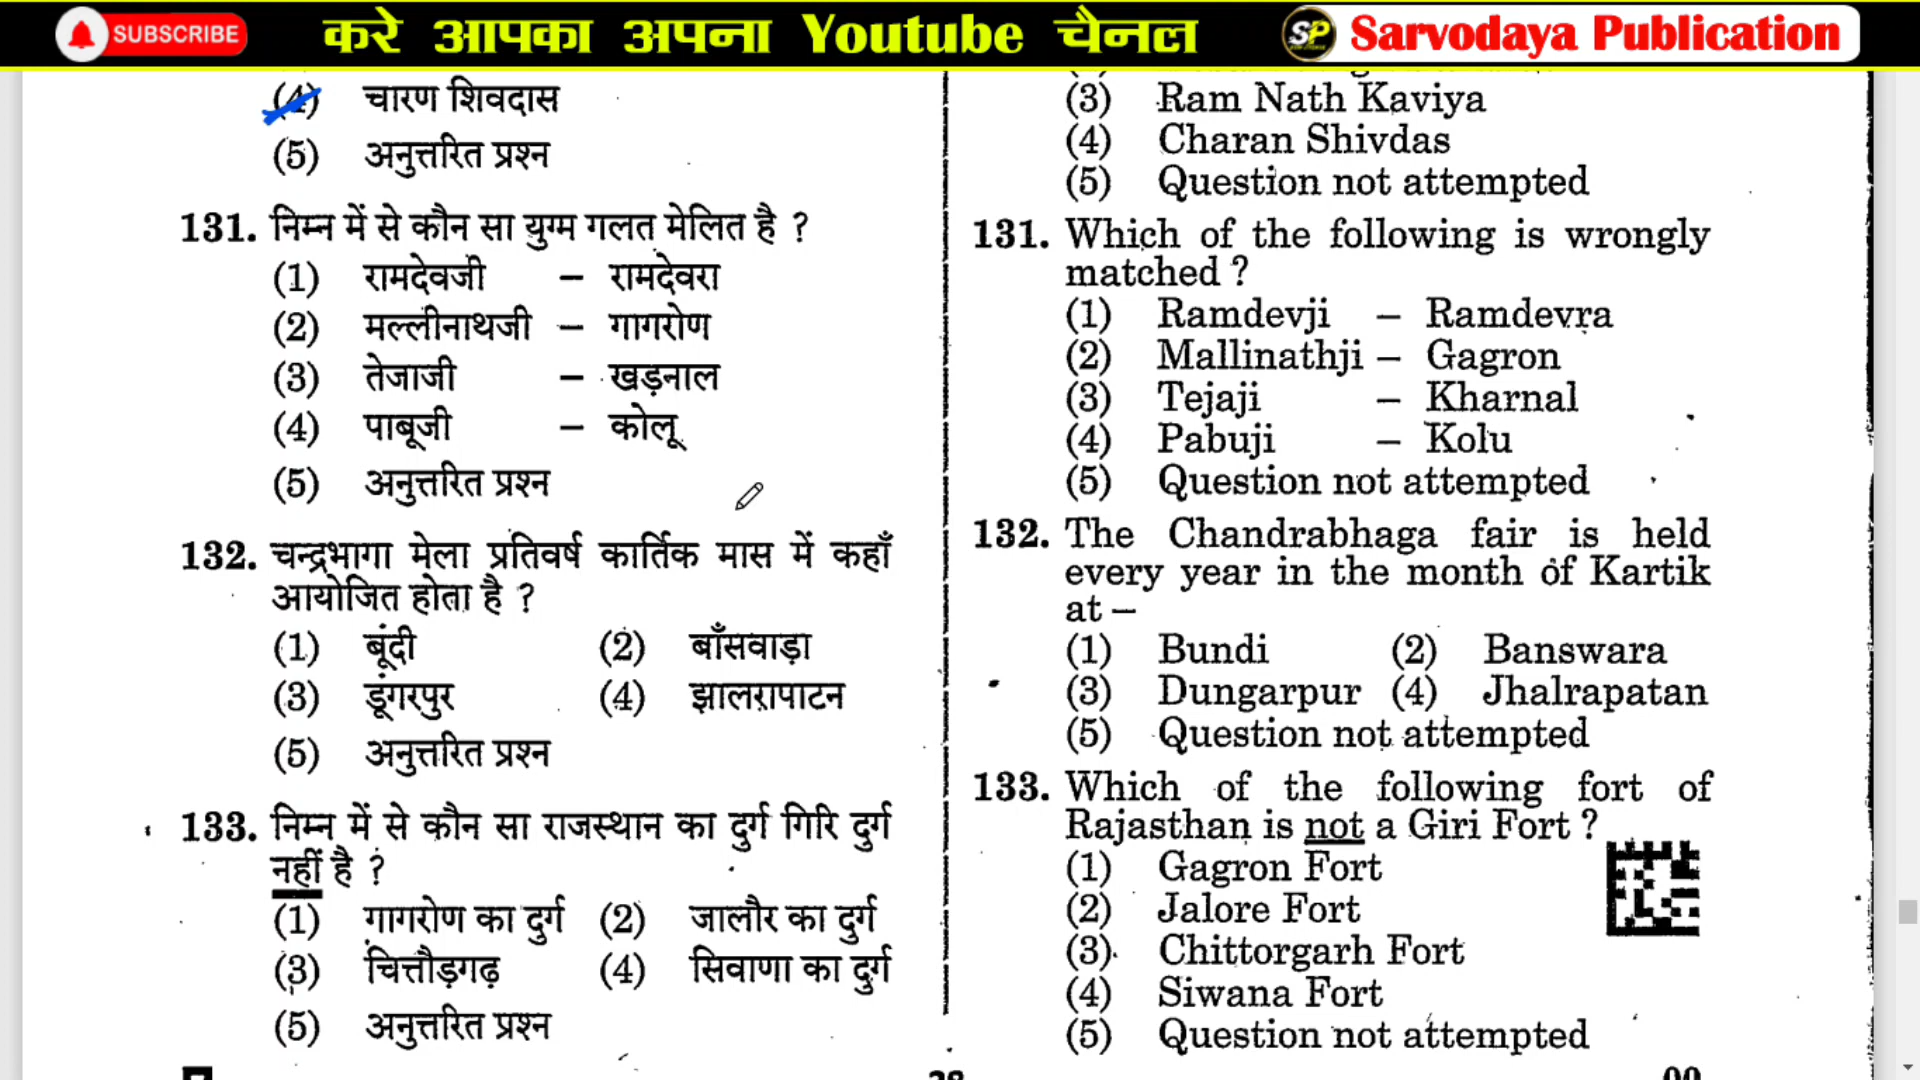 SUBSCRIBE करे आपका अपना Youtube चैनल SP Sarvodaya Publication
(4) चारण शिवदास
(5) अनुत्तरित प्रश्न
131. निम्न में से कौन सा युग्म गलत मेलित है ?
(1) रामदेवजी – रामदेवरा
(2) मल्लीनाथजी – गागरोण
(3) तेजाजी – खड़नाल
(4) पाबूजी – कोलू
(5) अनुत्तरित प्रश्न
132. चन्द्रभागा मेला प्रतिवर्ष कार्तिक मास में कहाँ
आयोजित होता है ?
(1) बूंदी (2) बाँसवाड़ा
(3) डूंगरपुर (4) झालरापाटन
(5) अनुत्तरित प्रश्न
133. निम्न में से कौन सा राजस्थान का दुर्ग गिरि दुर्ग
नहीं है ?
(1) गागरोण का दुर्ग (2) जालौर का दुर्ग
(3) चित्तौड़गढ़ (4) सिवाणा का दुर्ग
(5) अनुत्तरित प्रश्न
(3) Ram Nath Kaviya
(4) Charan Shivdas
(5) Question not attempted
131. Which of the following is wrongly
matched ?
(1) Ramdevji – Ramdevra
(2) Mallinathji – Gagron
(3) Tejaji – Kharnal
(4) Pabuji – Kolu
(5) Question not attempted
132. The Chandrabhaga fair is held
every year in the month of Kartik
at –
(1) Bundi (2) Banswara
(3) Dungarpur (4) Jhalrapatan
(5) Question not attempted
133. Which of the following fort of
Rajasthan is not a Giri Fort ?
(1) Gagron Fort
(2) Jalore Fort
(3) Chittorgarh Fort
(4) Siwana Fort
(5) Question not attempted